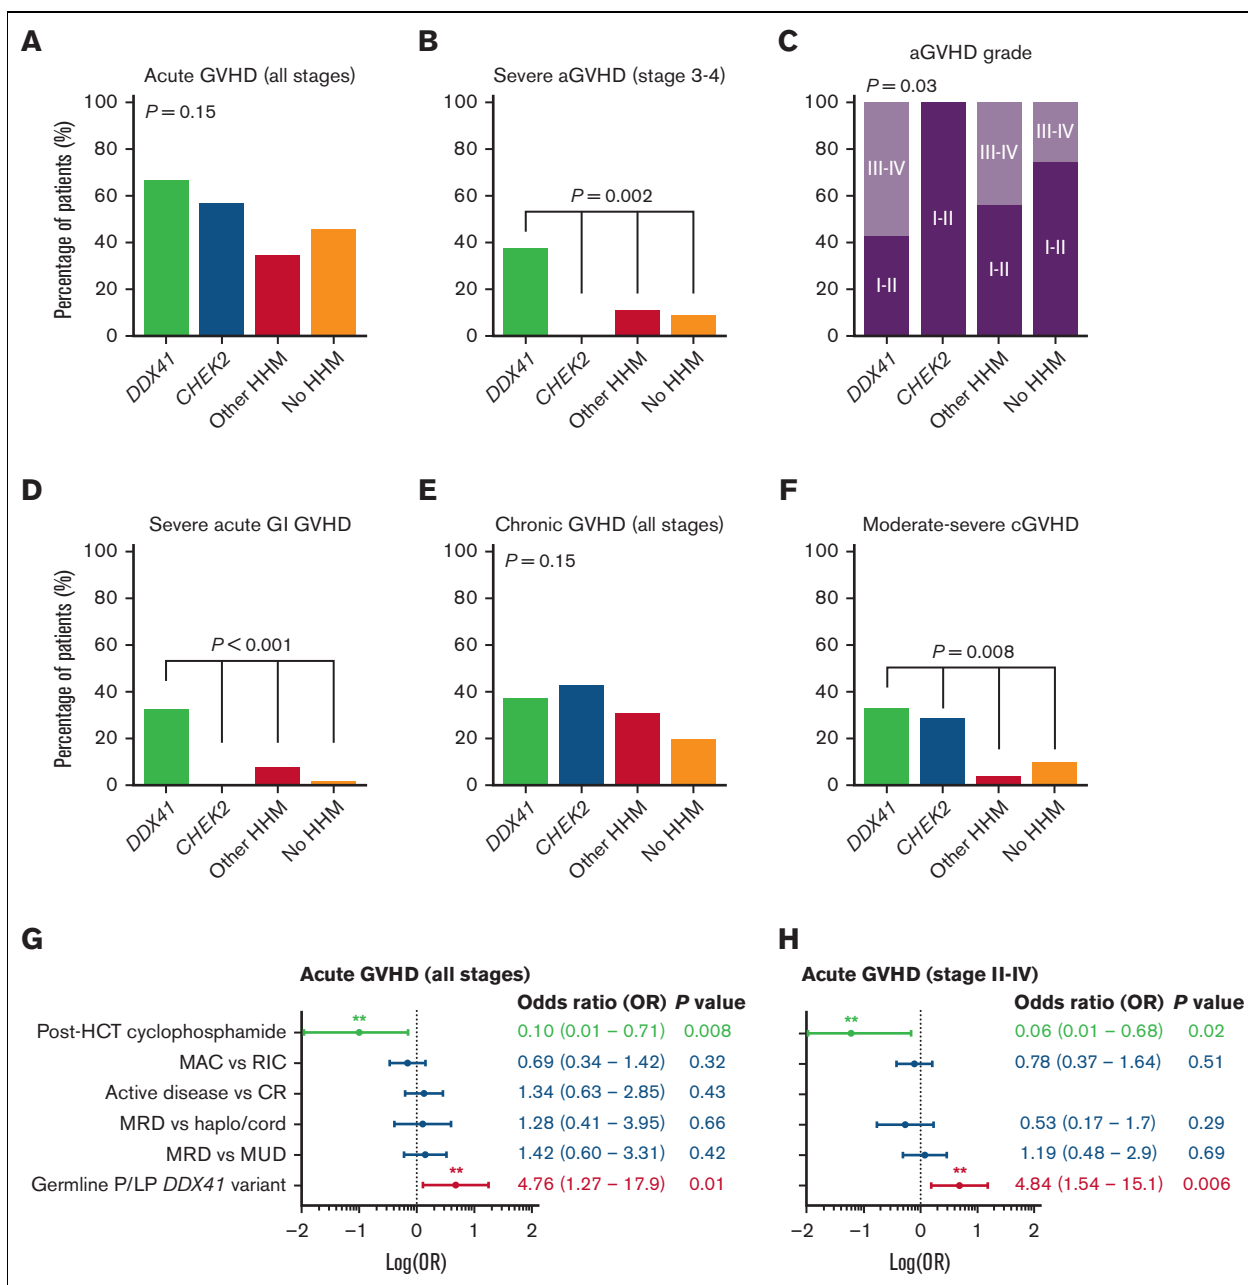 A
Acute GVHD (all stages)
P = 0.15
Percentage of patients (%)
100
80
60
40
20
0
DDX41
CHEK2
Other HHM
No HHM
B
Severe aGVHD (stage 3-4)
P = 0.002
100
80
60
40
20
0
DDX41
CHEK2
Other HHM
No HHM
C
aGVHD grade
P = 0.03
100
80
60
40
20
0
III-IV
I-II
I-II
III-IV
I-II
III-IV
I-II
DDX41
CHEK2
Other HHM
No HHM
D
Severe acute GI GVHD
P < 0.001
Percentage of patients (%)
100
80
60
40
20
0
DDX41
CHEK2
Other HHM
No HHM
E
Chronic GVHD (all stages)
P = 0.15
100
80
60
40
20
0
DDX41
CHEK2
Other HHM
No HHM
F
Moderate-severe cGVHD
P = 0.008
100
80
60
40
20
0
DDX41
CHEK2
Other HHM
No HHM
G
Acute GVHD (all stages)
Odds ratio (OR) P value
Post-HCT cyclophosphamide ** 0.10 (0.01 – 0.71) 0.008
MAC vs RIC 0.69 (0.34 – 1.42) 0.32
Active disease vs CR 1.34 (0.63 – 2.85) 0.43
MRD vs haplo/cord 1.28 (0.41 – 3.95) 0.66
MRD vs MUD 1.42 (0.60 – 3.31) 0.42
Germline P/LP DDX41 variant ** 4.76 (1.27 – 17.9) 0.01
–2 –1 0 1 2
Log(OR)
H
Acute GVHD (stage II-IV)
Odds ratio (OR) P value
** 0.06 (0.01 – 0.68) 0.02
0.78 (0.37 – 1.64) 0.51
0.53 (0.17 – 1.7) 0.29
1.19 (0.48 – 2.9) 0.69
** 4.84 (1.54 – 15.1) 0.006
–2 –1 0 1 2
Log(OR)